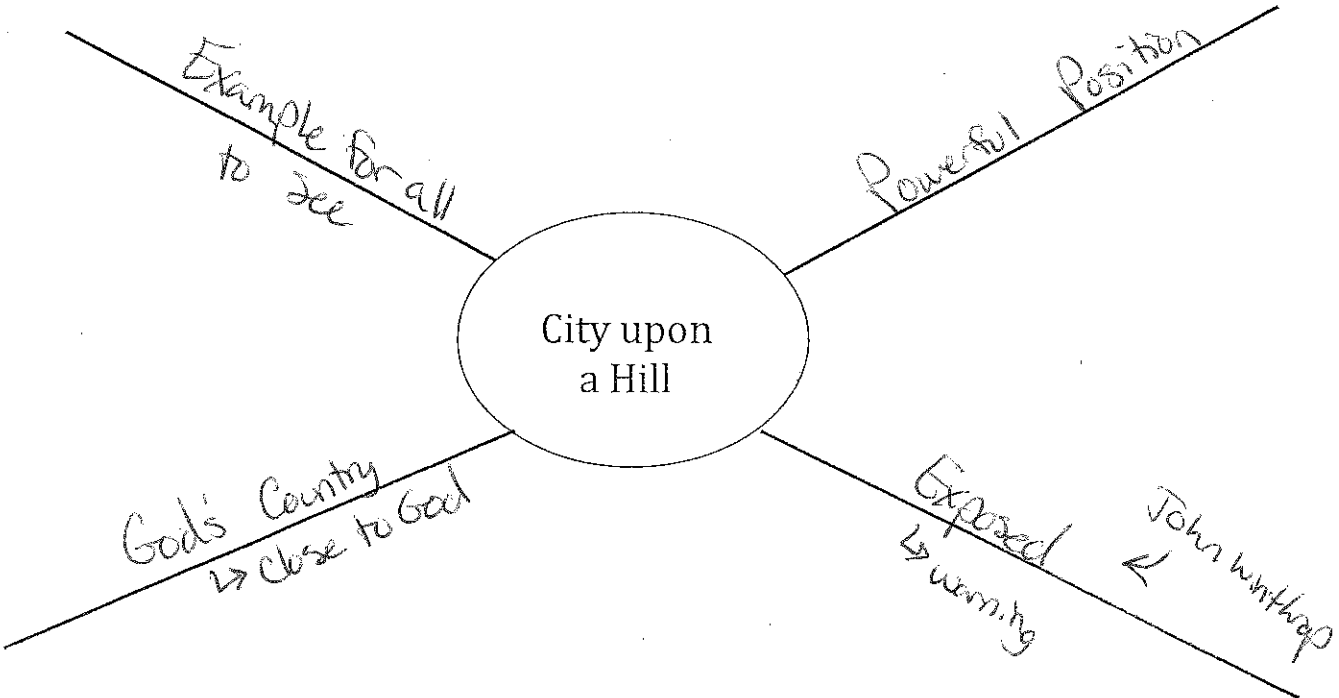 Example for all
to see
Powerful Position
City upon
a Hill
God's Country
↳ close to God
Exposed
↳ warning
John Winthrop